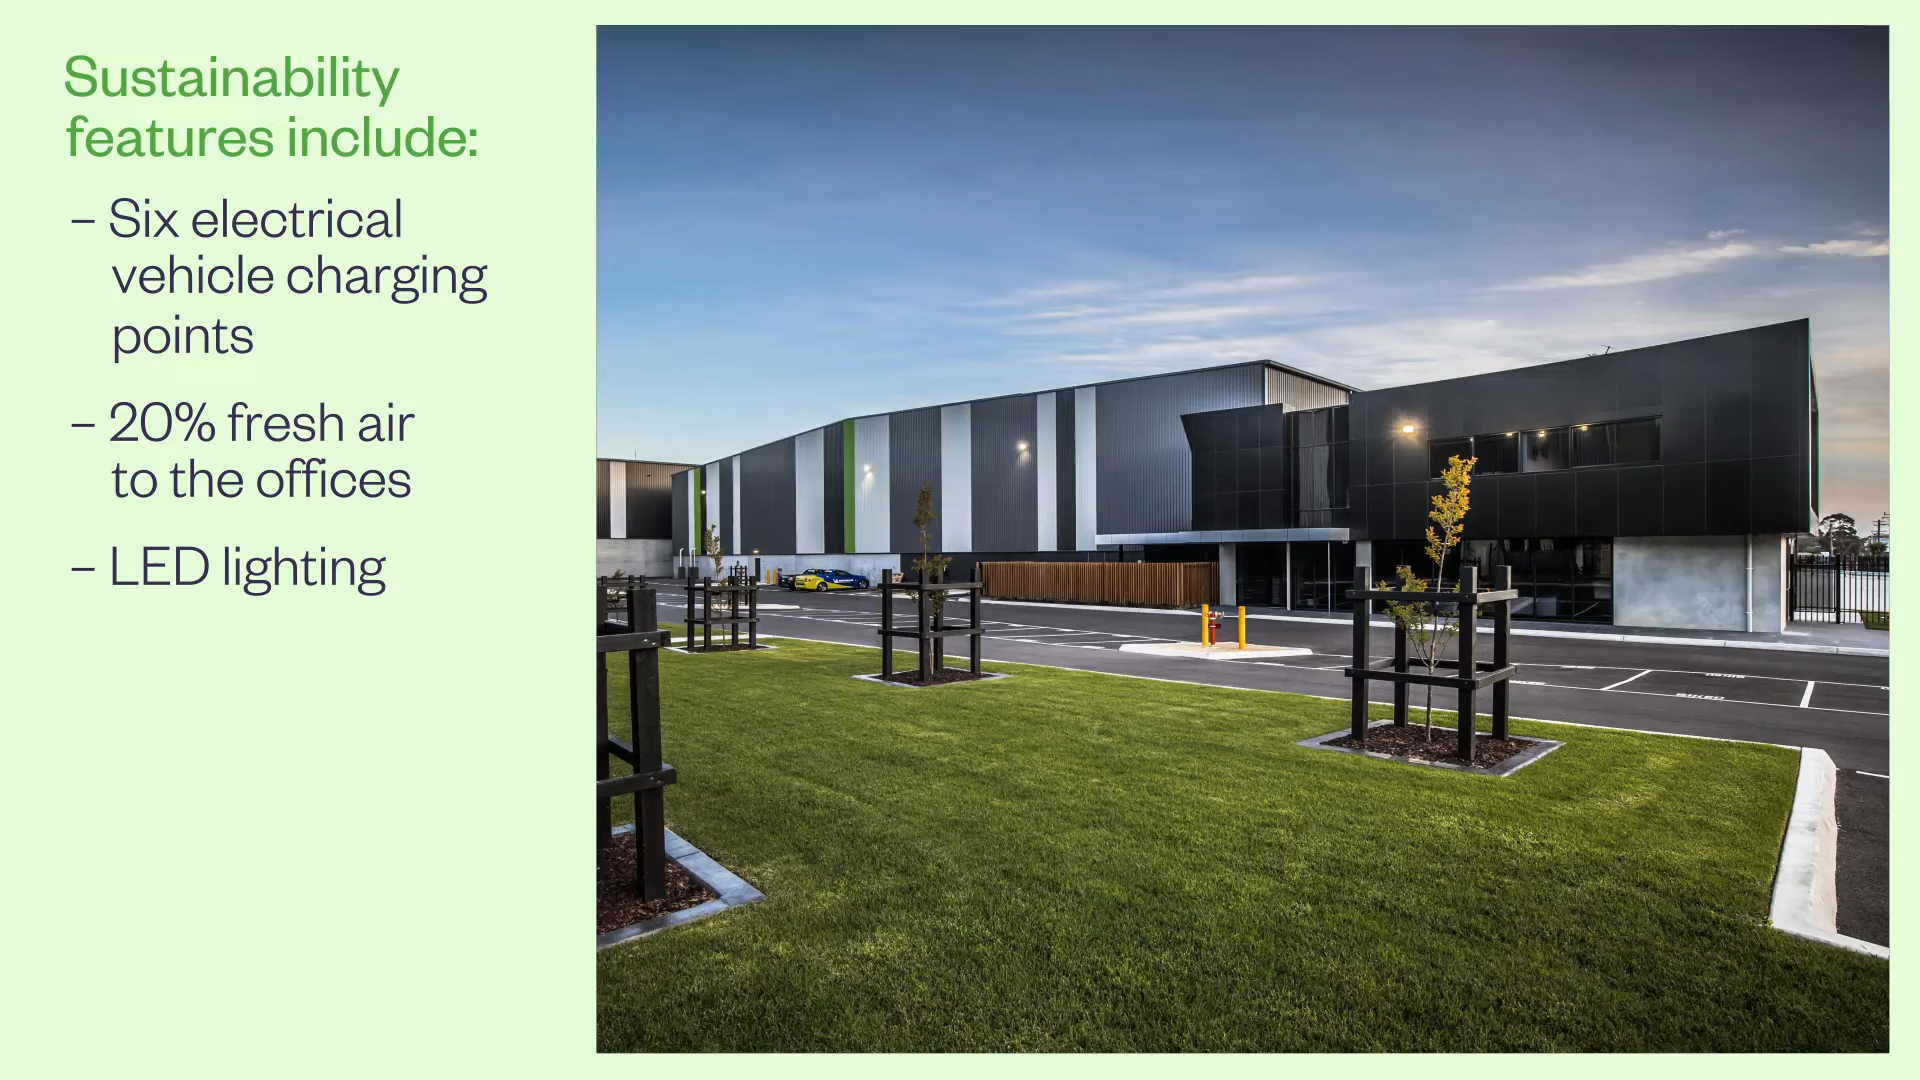 Sustainability
features include:
– Six electrical
vehicle charging
points
– 20% fresh air
to the offices
– LED lighting